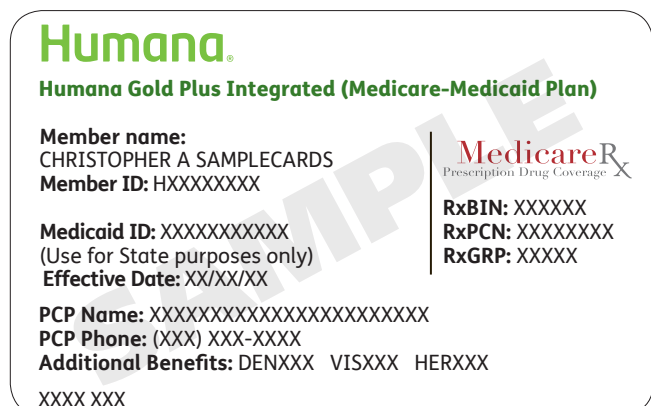 Humana®
Humana Gold Plus Integrated (Medicare-Medicaid Plan)
SAMPLE
Member name:
CHRISTOPHER A SAMPLECARDS
Member ID: HXXXXXXXX
Medicaid ID: XXXXXXXXXXX
(Use for State purposes only)
Effective Date: XX/XX/XX
MedicareRx
Prescription Drug Coverage
RxBIN: XXXXXX
RxPCN: XXXXXXXX
RxGRP: XXXXX
PCP Name: XXXXXXXXXXXXXXXXXXXXXXX
PCP Phone: (XXX) XXX-XXXX
Additional Benefits: DENXXX VISXXX HERXXX
XXXX XXX